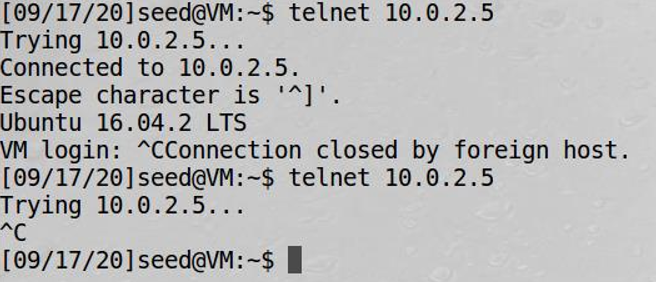 [09/17/20]seed@VM:~$ telnet 10.0.2.5
Trying 10.0.2.5...
Connected to 10.0.2.5.
Escape character is '^]'.
Ubuntu 16.04.2 LTS
VM login: ^CConnection closed by foreign host.
[09/17/20]seed@VM:~$ telnet 10.0.2.5
Trying 10.0.2.5...
^C
[09/17/20]seed@VM:~$